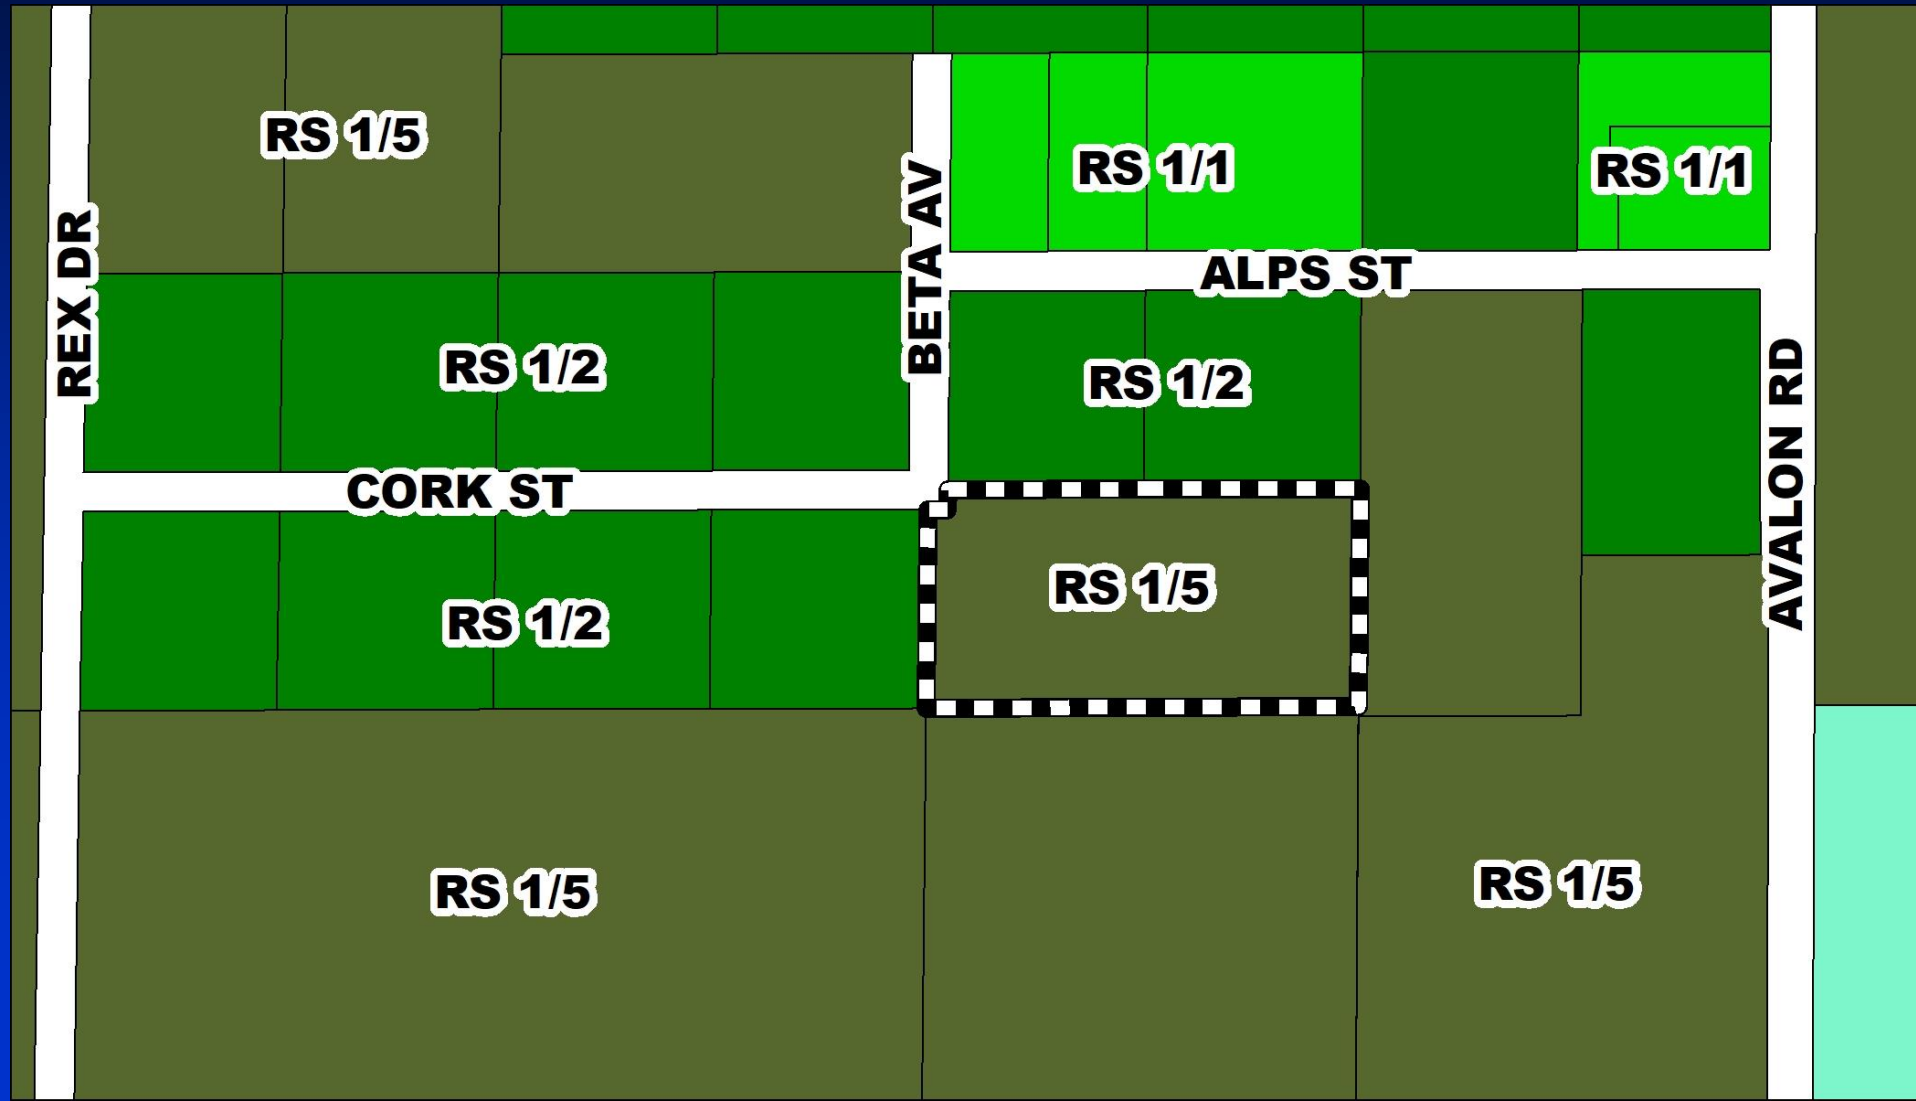 RS 1/5
RS 1/1
RS 1/1
REX DR
BETA AV
ALPS ST
RS 1/2
RS 1/2
AVALON RD
CORK ST
RS 1/5
RS 1/2
RS 1/5
RS 1/5